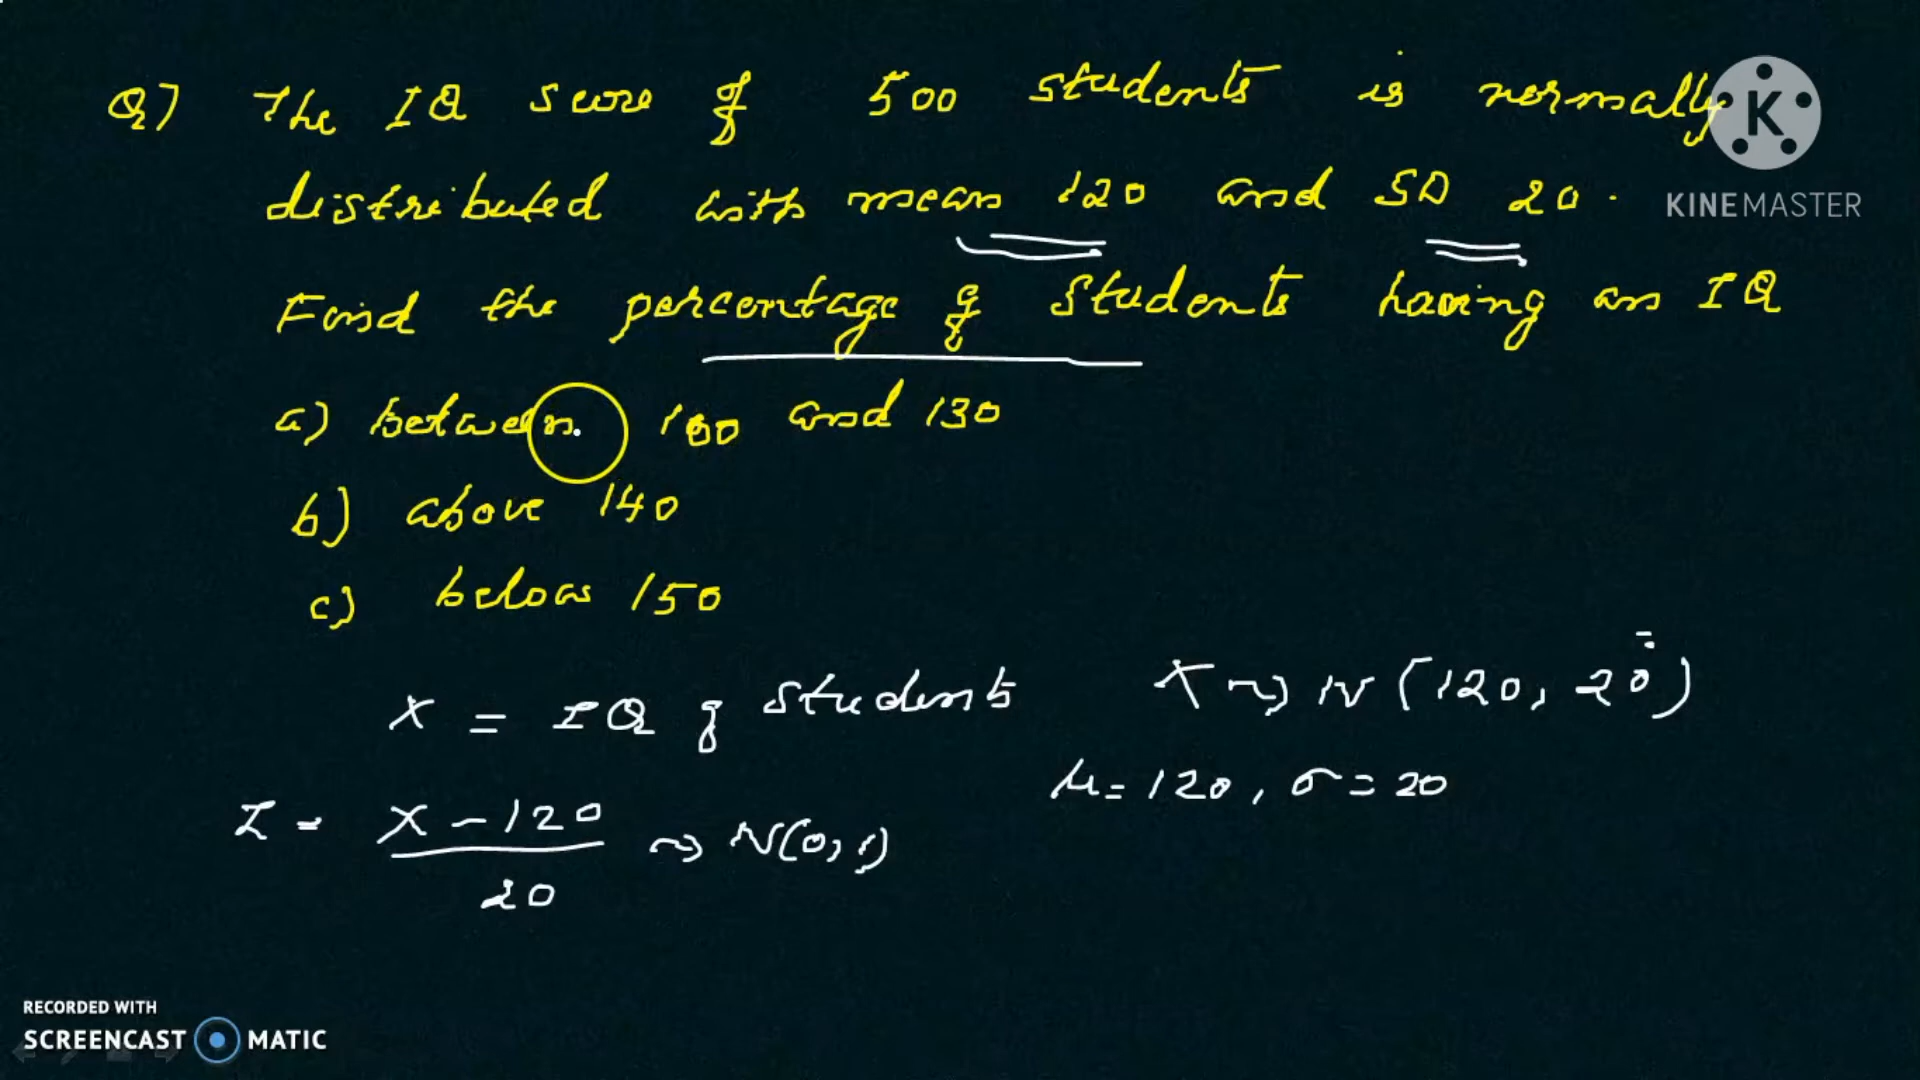 Q) The IQ score of 500 students is normally
distributed with mean 120 and SD 20.
Find the percentage of students having an IQ
a) between 100 and 130
b) above 140
c) below 150
X = IQ of students
X ~> N(120, 20²)
μ = 120, σ = 20
Z = X - 120 / 20 ~> N(0, 1)
K
KINEMASTER
RECORDED WITH
SCREENCAST MATIC